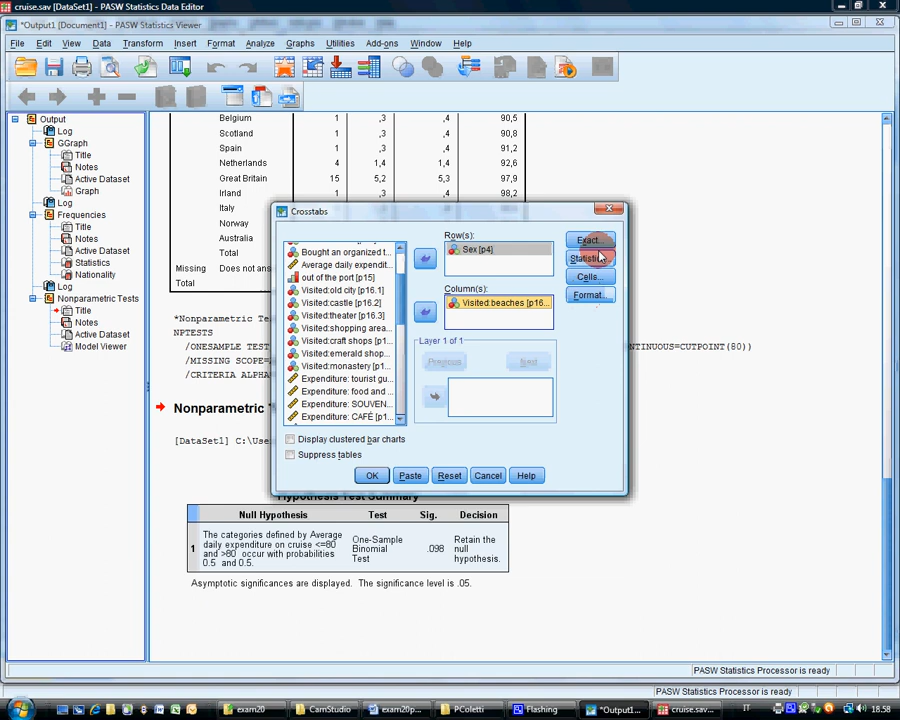 cruise.sav [DataSet1] - PASW Statistics Data Editor
*Output1 [Document1] - PASW Statistics Viewer
File Edit View Data Transform Insert Format Analyze Graphs Utilities Add-ons Window Help
Output
Log
GGraph
Title
Notes
Active Dataset
Graph
Log
Frequencies
Title
Notes
Active Dataset
Statistics
Nationality
Log
Nonparametric Tests
Title
Notes
Active Dataset
Model Viewer
Belgium 1 ,3 ,4 90,5
Scotland 1 ,3 ,4 90,8
Spain 1 ,3 ,4 91,2
Netherlands 4 1,4 1,4 92,6
Great Britain 15 5,2 5,3 97,9
Irland 1 ,3 ,4 98,2
Italy
Norway
Australia
Total
Missing Does not ans
Total
*Nonparametric T
NPTESTS
/ONESAMPLE TEST ONTINUOUS=CUTPOINT(80))
/MISSING SCOPE=
/CRITERIA ALPHA
Nonparametric T
[DataSet1] C:\Use
Crosstabs
Bought an organized t...
Average daily expendit...
out of the port [p15]
Visited:old city [p16.1]
Visited:castle [p16.2]
Visited:theater [p16.3]
Visited:shopping area...
Visited:craft shops [p1...
Visited:emerald shop...
Visited:monastery [p1...
Expenditure: tourist gu...
Expenditure: food and ...
Expenditure: SOUVEN...
Expenditure: CAFÉ [p1...
Row(s):
Sex [p4]
Column(s):
Visited:beaches [p16...
Layer 1 of 1
Previous Next
Exact...
Statistics...
Cells...
Format...
Display clustered bar charts
Suppress tables
OK Paste Reset Cancel Help
Hypothesis Test Summary
Null Hypothesis Test Sig. Decision
1 The categories defined by Average daily expenditure on cruise <=80 and >80 occur with probabilities 0.5 and 0.5. One-Sample Binomial Test .098 Retain the null hypothesis.
Asymptotic significances are displayed. The significance level is .05.
PASW Statistics Processor is ready
PASW Statistics Processor is ready
exam20 CamStudio exam20p... PColetti Flashing *Output1... cruise.sav... IT 18.58